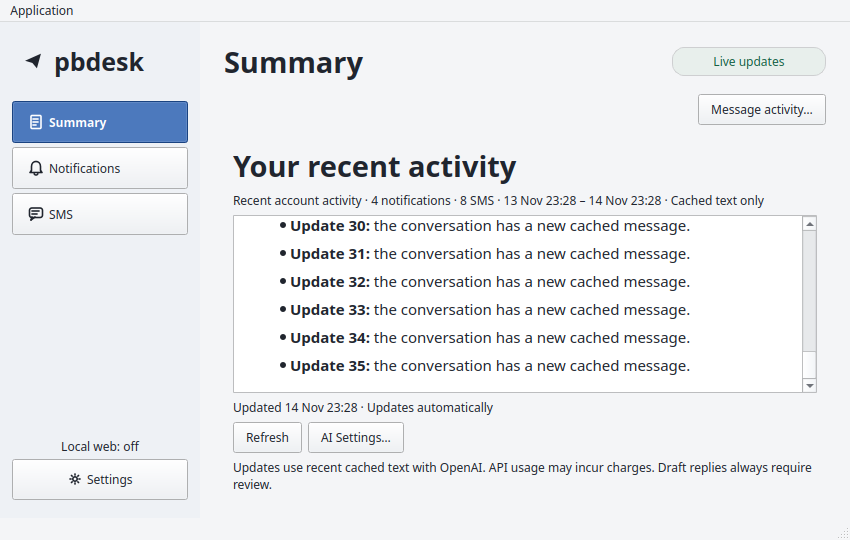 Application
pbdesk
Summary
Notifications
SMS
Local web: off
Settings
Summary
Live updates
Message activity...
Your recent activity
Recent account activity · 4 notifications · 8 SMS · 13 Nov 23:28 – 14 Nov 23:28 · Cached text only
• Update 30: the conversation has a new cached message.
• Update 31: the conversation has a new cached message.
• Update 32: the conversation has a new cached message.
• Update 33: the conversation has a new cached message.
• Update 34: the conversation has a new cached message.
• Update 35: the conversation has a new cached message.
Updated 14 Nov 23:28 · Updates automatically
Refresh
AI Settings...
Updates use recent cached text with OpenAI. API usage may incur charges. Draft replies always require
review.